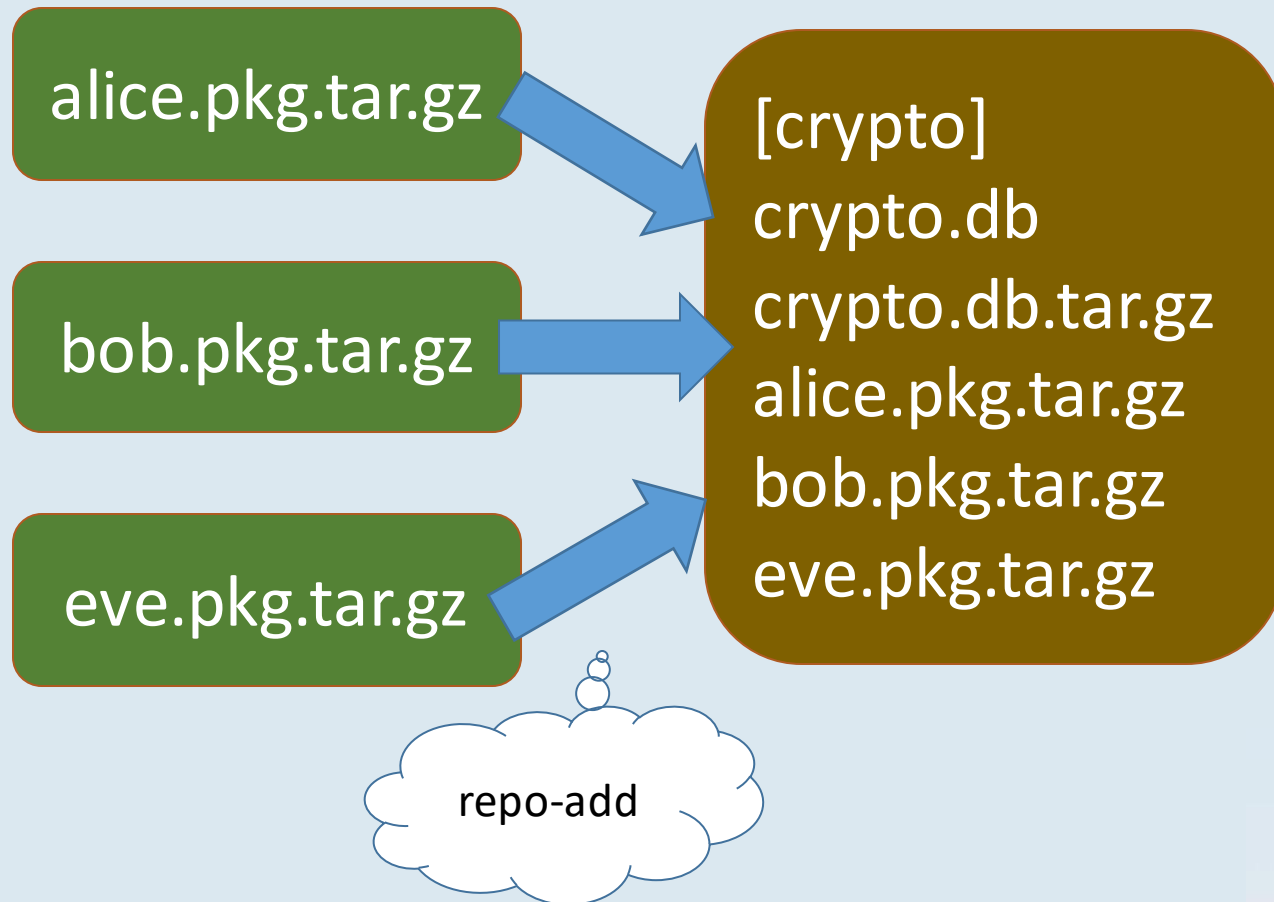 alice.pkg.tar.gz
bob.pkg.tar.gz
eve.pkg.tar.gz
[crypto]
crypto.db
crypto.db.tar.gz
alice.pkg.tar.gz
bob.pkg.tar.gz
eve.pkg.tar.gz
repo-add